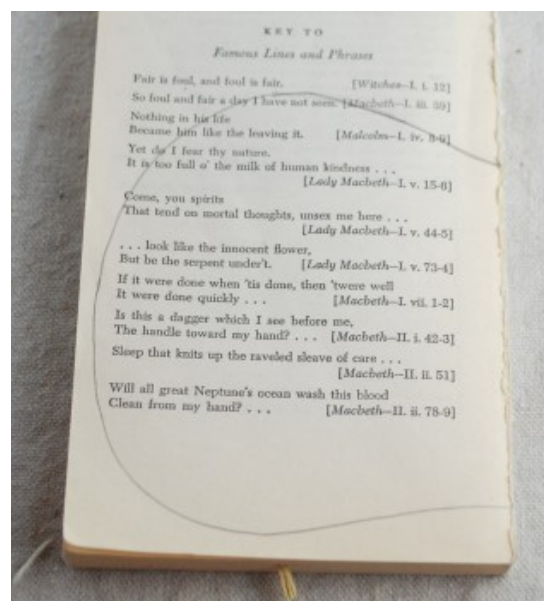 KEY TO
Famous Lines and Phrases
Fair is foul, and foul is fair. [Witches—I. i. 12]
So foul and fair a day I have not seen. [Macbeth—I. iii. 39]
Nothing in his life
Became him like the leaving it. [Malcolm—I. iv. 8-9]
Yet do I fear thy nature.
It is too full o' the milk of human kindness . . .
[Lady Macbeth—I. v. 15-6]
Come, you spirits
That tend on mortal thoughts, unsex me here . . .
[Lady Macbeth—I. v. 44-5]
. . . look like the innocent flower,
But be the serpent under't. [Lady Macbeth—I. v. 73-4]
If it were done when 'tis done, then 'twere well
It were done quickly . . . [Macbeth—I. vii. 1-2]
Is this a dagger which I see before me,
The handle toward my hand? . . . [Macbeth—II. i. 42-3]
Sleep that knits up the raveled sleave of care . . .
[Macbeth—II. ii. 51]
Will all great Neptune's ocean wash this blood
Clean from my hand? . . . [Macbeth—II. ii. 78-9]